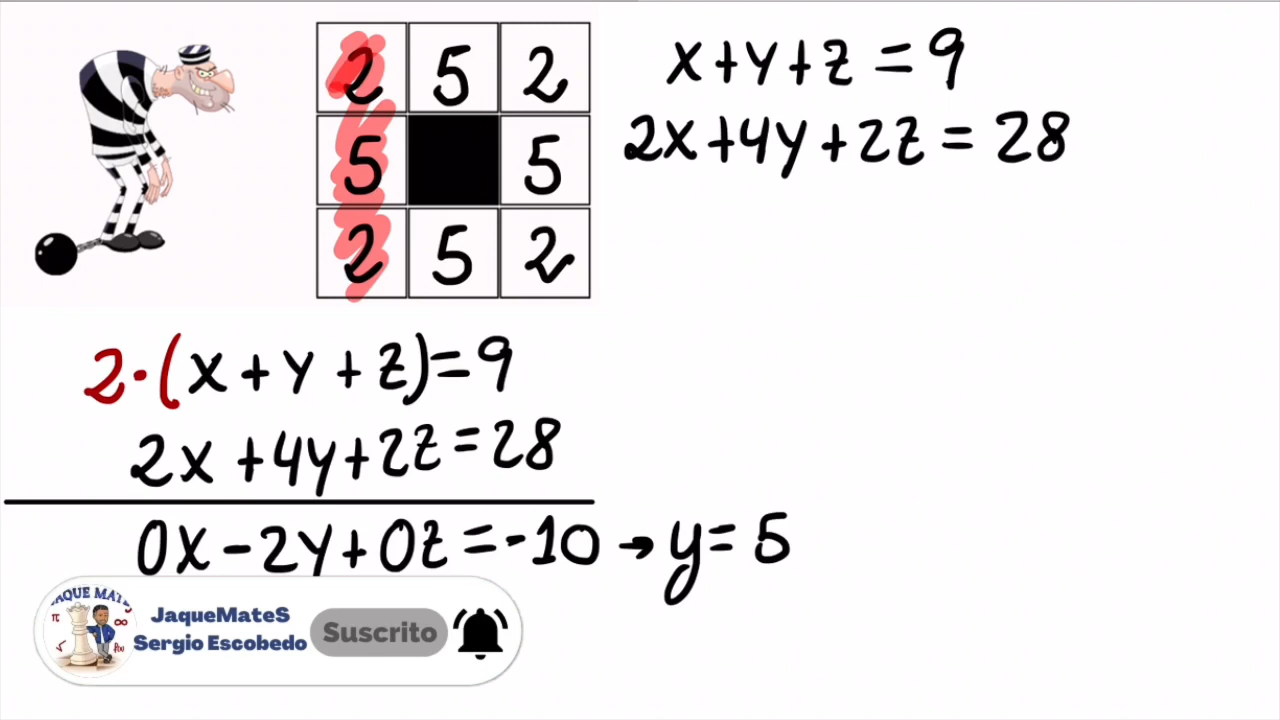 2 5 2
5 5
2 5 2
x+y+z=9
2x+4y+2z=28
2·(x+y+z)=9
2x+4y+2z=28
0x-2y+0z=-10→y=5
JAQUE MATES
π ∞
√ f(x)
JaqueMateS
Sergio Escobedo
Suscrito